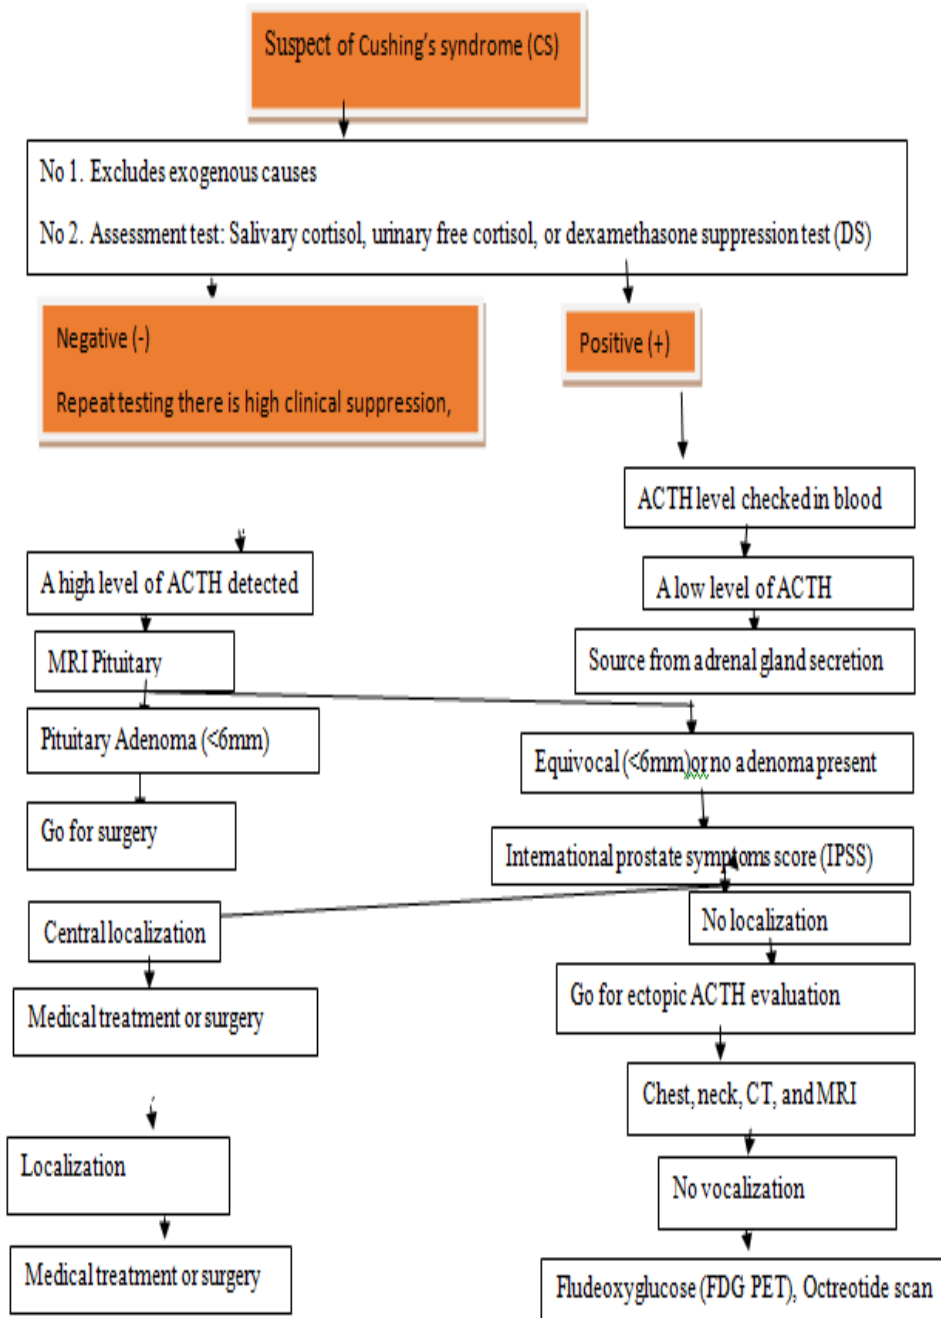 Suspect of Cushing's syndrome (CS)
No 1. Excludes exogenous causes
No 2. Assessment test: Salivary cortisol, urinary free cortisol, or dexamethasone suppression test (DS)
Negative (-)
Repeat testing there is high clinical suppression,
Positive (+)
ACTH level checked in blood
A high level of ACTH detected
A low level of ACTH
MRI Pituitary
Source from adrenal gland secretion
Pituitary Adenoma (<6mm)
Equivocal (<6mm)or no adenoma present
Go for surgery
International prostate symptoms score (IPSS)
Central localization
No localization
Medical treatment or surgery
Go for ectopic ACTH evaluation
Chest, neck, CT, and MRI
Localization
No vocalization
Medical treatment or surgery
Fludeoxyglucose (FDG PET), Octreotide scan